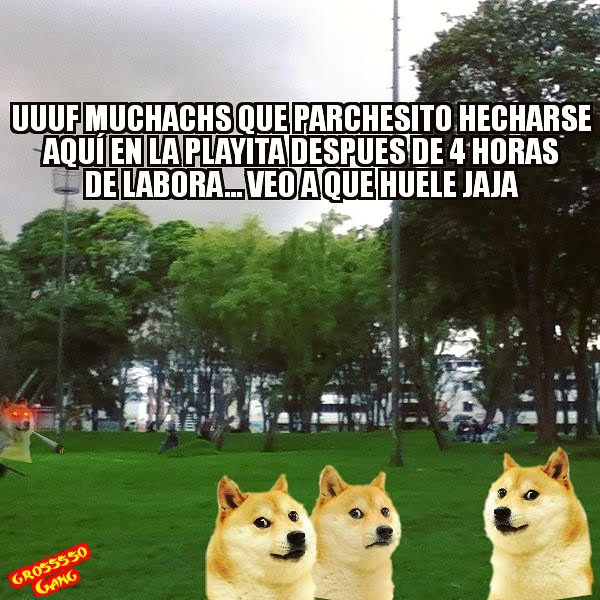 UUUF MUCHACHS QUE PARCHESITO HECHARSE
AQUÍ EN LA PLAYITA DESPUES DE 4 HORAS
DE LABORA... VEO A QUE HUELE JAJA
GROSSSSO
GANG